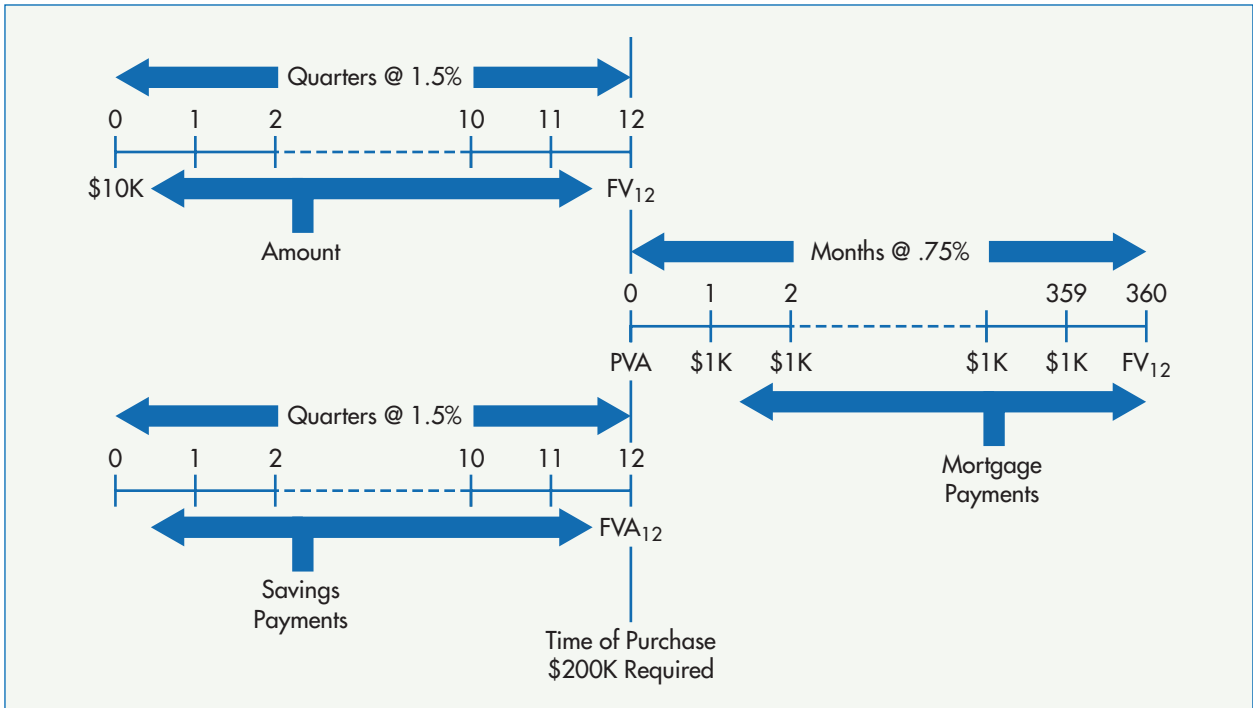 Quarters @ 1.5%
0 1 2 10 11 12
$10K FV12
Amount
Months @ .75%
0 1 2 359 360
PVA $1K $1K $1K $1K FV12
Quarters @ 1.5%
0 1 2 10 11 12
FVA12
Mortgage
Payments
Savings
Payments
Time of Purchase
$200K Required